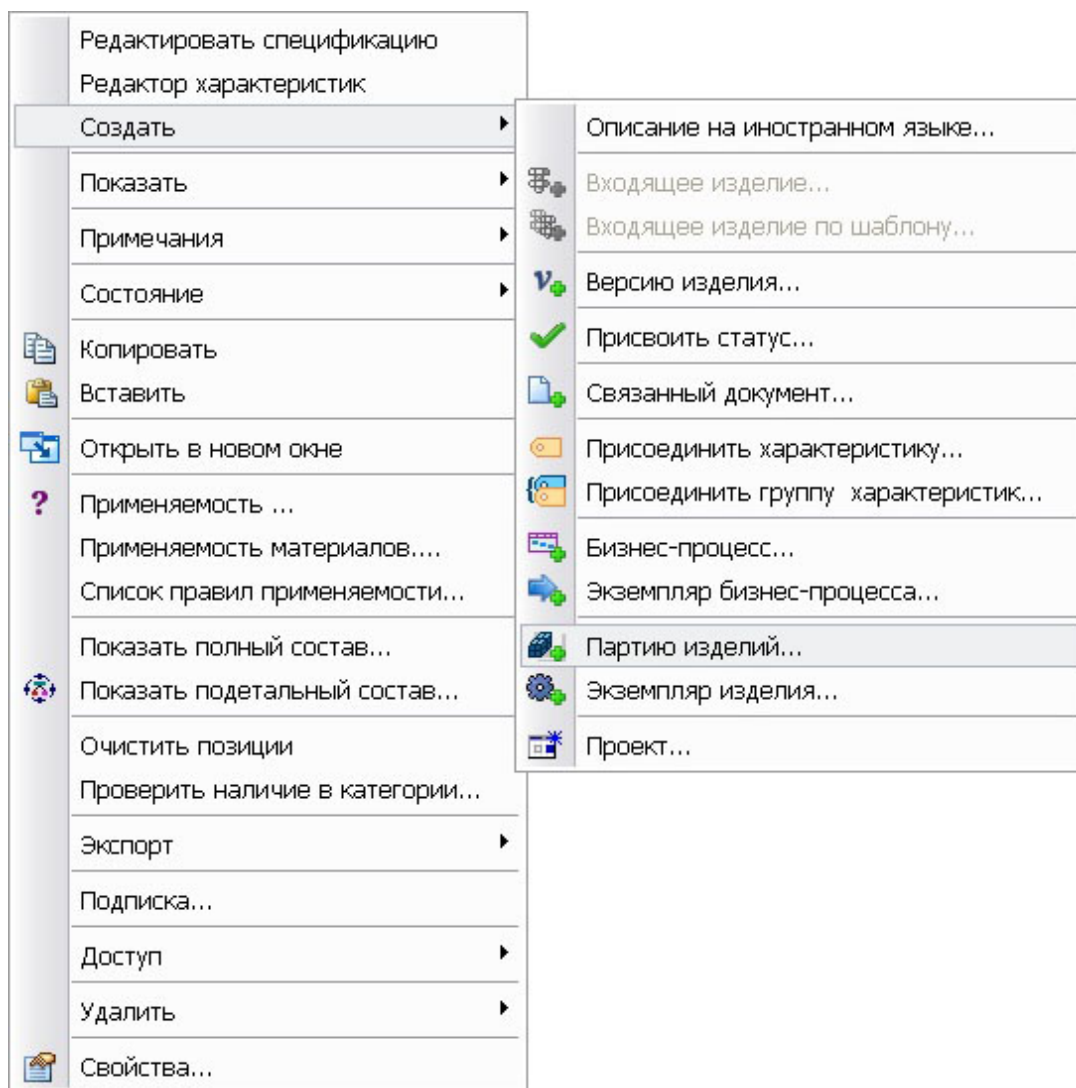 Редактировать спецификацию
Редактор характеристик
Создать
Показать
Примечания
Состояние
Копировать
Вставить
Открыть в новом окне
Применяемость ...
Применяемость материалов....
Список правил применяемости...
Показать полный состав...
Показать подетальный состав...
Очистить позиции
Проверить наличие в категории...
Экспорт
Подписка...
Доступ
Удалить
Свойства...
Описание на иностранном языке...
Входящее изделие...
Входящее изделие по шаблону...
Версию изделия...
Присвоить статус...
Связанный документ...
Присоединить характеристику...
Присоединить группу  характеристик...
Бизнес-процесс...
Экземпляр бизнес-процесса...
Партию изделий...
Экземпляр изделия...
Проект...